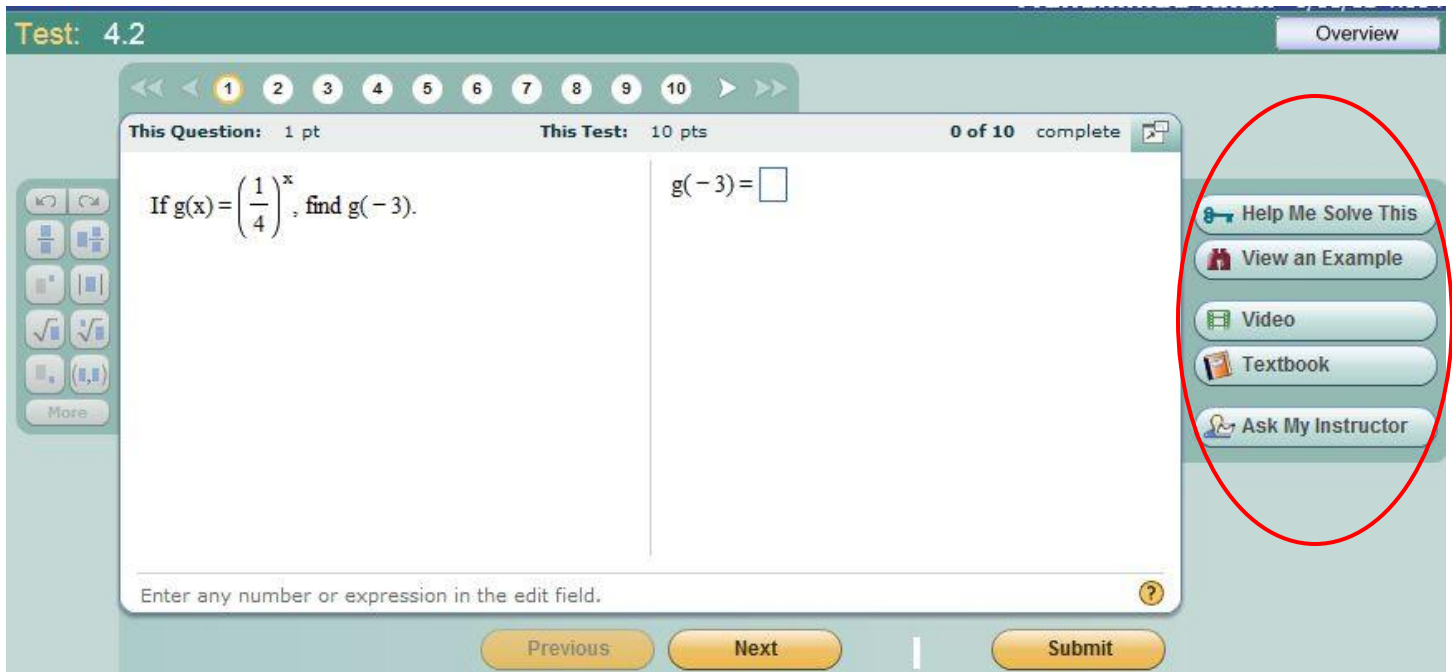 Test: 4.2
Overview
1 2 3 4 5 6 7 8 9 10
This Question: 1 pt This Test: 10 pts 0 of 10 complete
If g(x) = (1/4)^x, find g(− 3).
g(− 3) =
Help Me Solve This
View an Example
Video
Textbook
Ask My Instructor
More
Enter any number or expression in the edit field.
?
Previous Next Submit